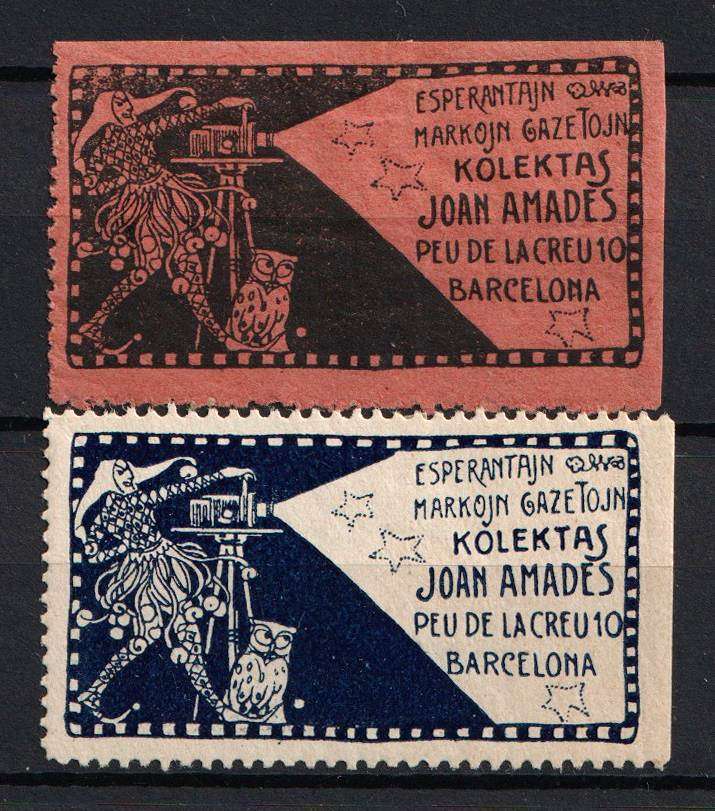 ESPERANTAJN
MARKOJN GAZETOJN
KOLEKTAS
JOAN AMADES
PEU DE LA CREU 10
BARCELONA
ESPERANTAJN
MARKOJN GAZETOJN
KOLEKTAS
JOAN AMADES
PEU DE LA CREU 10
BARCELONA